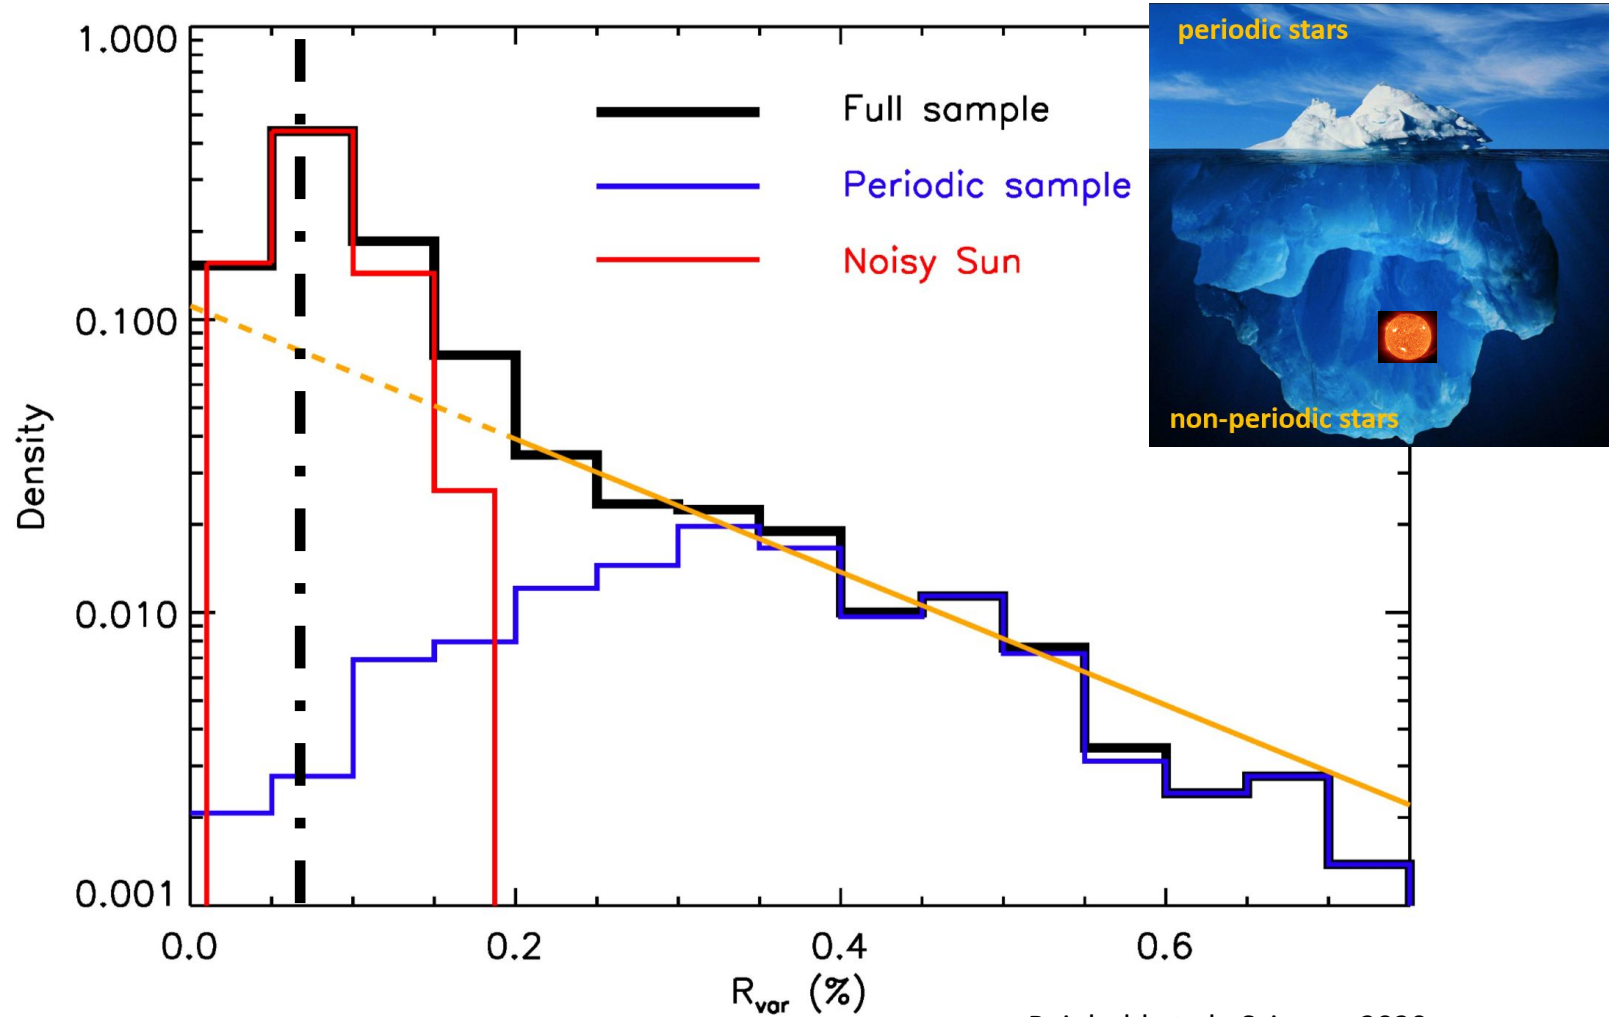 1.000
0.100
0.010
0.001
Density
0.0
0.2
0.4
0.6
R_var (%)
Full sample
Periodic sample
Noisy Sun
periodic stars
non-periodic stars